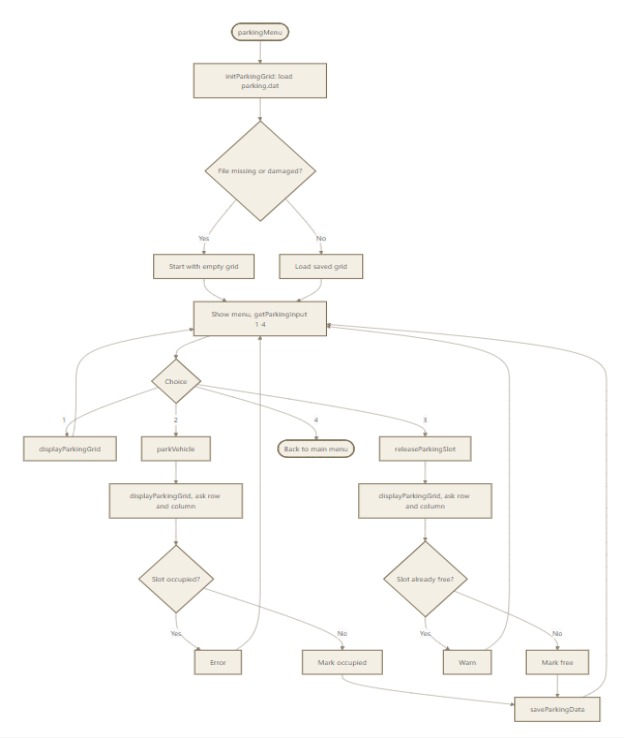 parkingMenu
initParkingGrid: load
parking.dat
File missing or damaged?
Yes
No
Start with empty grid
Load saved grid
Show menu, getParkingInput
1-4
Choice
1
2
4
3
displayParkingGrid
parkVehicle
Back to main menu
releaseParkingSlot
displayParkingGrid, ask row
and column
displayParkingGrid, ask row
and column
Slot occupied?
Slot already free?
Yes
No
Yes
No
Error
Mark occupied
Warn
Mark free
saveParkingData